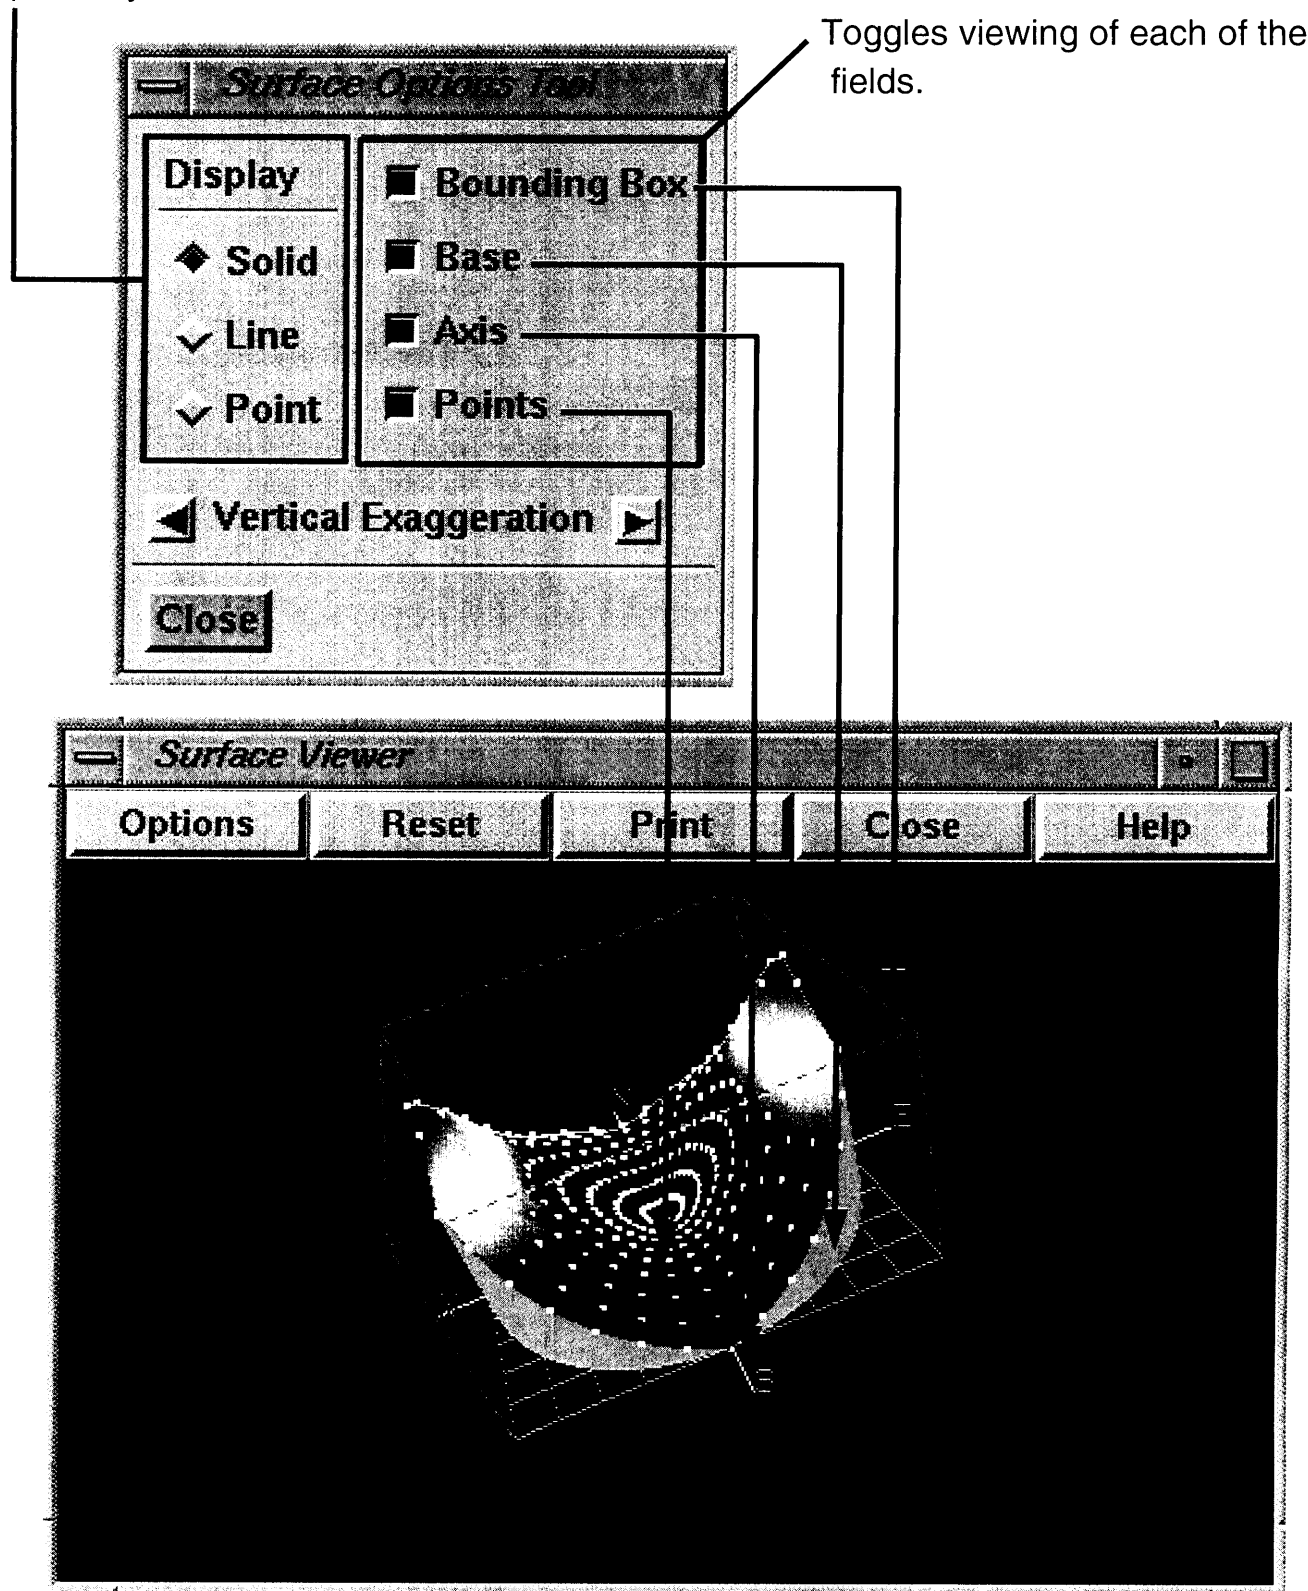 Toggles viewing of each of the
fields.
Surface Options Tool
Display
Solid
Line
Point
Bounding Box
Base
Axis
Points
Vertical Exaggeration
Close
Surface Viewer
Options
Reset
Print
Close
Help